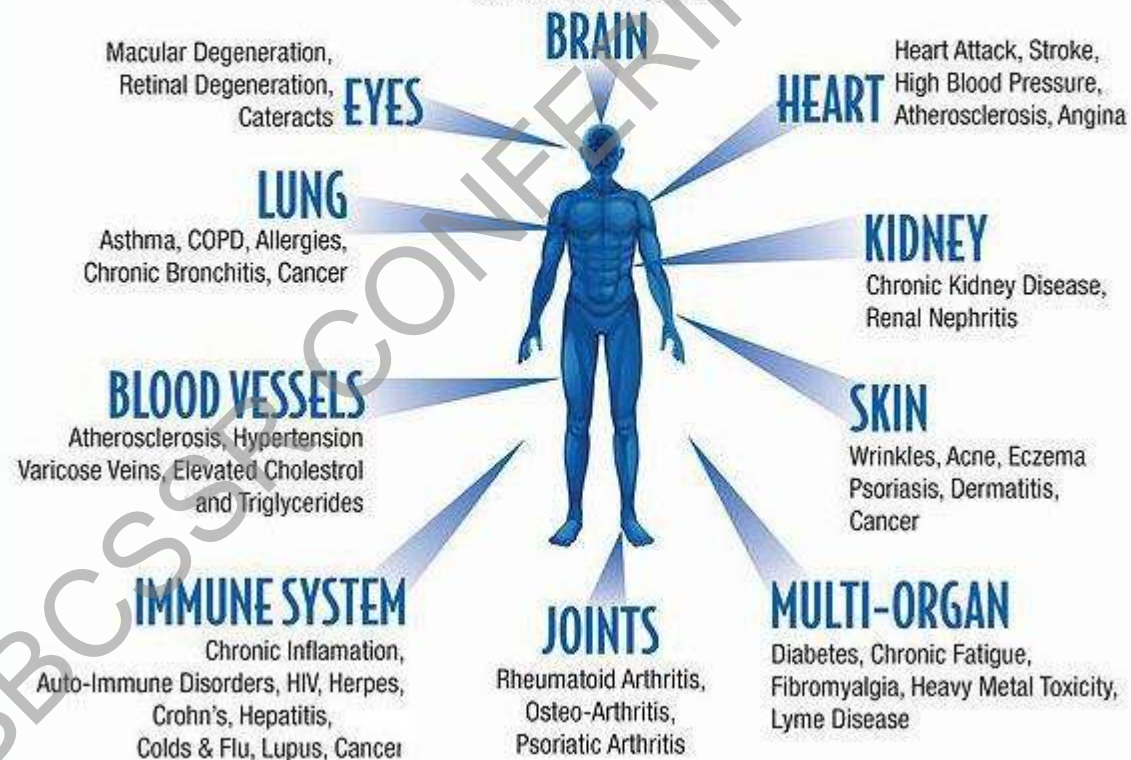 BRAIN
Macular Degeneration,
Retinal Degeneration,
Cateracts
EYES
HEART
Heart Attack, Stroke,
High Blood Pressure,
Atherosclerosis, Angina
LUNG
Asthma, COPD, Allergies,
Chronic Bronchitis, Cancer
KIDNEY
Chronic Kidney Disease,
Renal Nephritis
BLOOD VESSELS
Atherosclerosis, Hypertension
Varicose Veins, Elevated Cholestrol
and Triglycerides
SKIN
Wrinkles, Acne, Eczema
Psoriasis, Dermatitis,
Cancer
IMMUNE SYSTEM
Chronic Inflamation,
Auto-Immune Disorders, HIV, Herpes,
Crohn's, Hepatitis,
Colds & Flu, Lupus, Cancer
JOINTS
Rheumatoid Arthritis,
Osteo-Arthritis,
Psoriatic Arthritis
MULTI-ORGAN
Diabetes, Chronic Fatigue,
Fibromyalgia, Heavy Metal Toxicity,
Lyme Disease